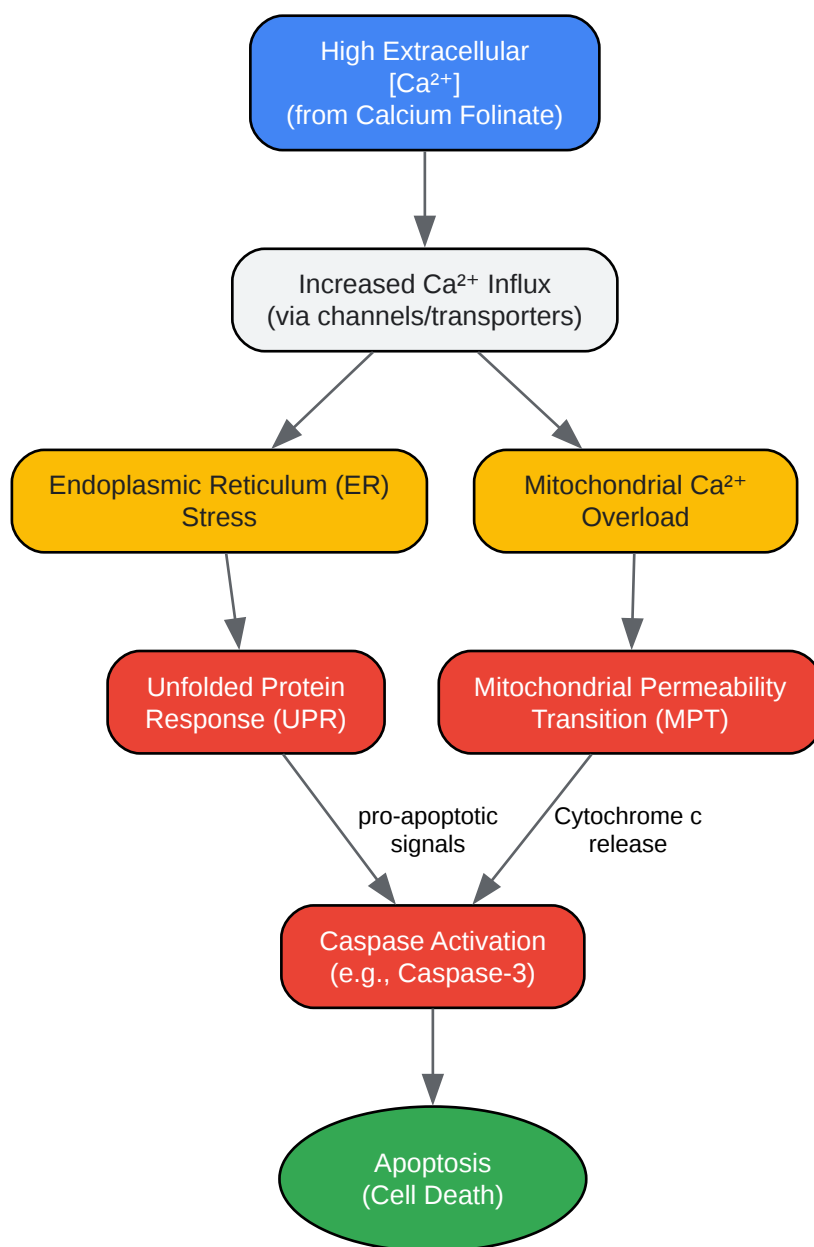 High Extracellular
[Ca²⁺]
(from Calcium Folinate)
Increased Ca²⁺ Influx
(via channels/transporters)
Endoplasmic Reticulum (ER)
Stress
Mitochondrial Ca²⁺
Overload
Unfolded Protein
Response (UPR)
Mitochondrial Permeability
Transition (MPT)
pro-apoptotic
signals
Cytochrome c
release
Caspase Activation
(e.g., Caspase-3)
Apoptosis
(Cell Death)